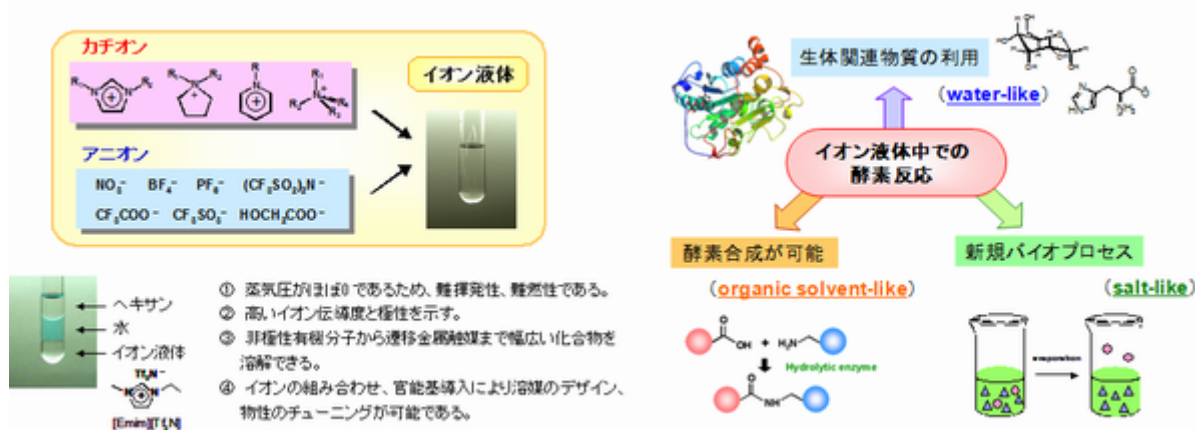 カチオン
イオン液体
アニオン
NO₃⁻ BF₄⁻ PF₆⁻ (CF₃SO₂)₂N⁻
CF₃COO⁻ CF₃SO₃⁻ HOCH₂COO⁻
ヘキサン
水
イオン液体
Tf₂N⁻
[Emim][Tf₂N]
① 蒸気圧がほぼ0であるため、難揮発性、難燃性である。
② 高いイオン伝導度と極性を示す。
③ 非極性有機分子から遷移金属触媒まで幅広い化合物を
溶解できる。
④ イオンの組み合わせ、官能基導入により溶媒のデザイン、
物性のチューニングが可能である。
生体関連物質の利用
(water-like)
イオン液体中での
酵素反応
酵素合成が可能
(organic solvent-like)
OH + H₂N
Hydrolytic enzyme
NH
新規バイオプロセス
(salt-like)
evaporation